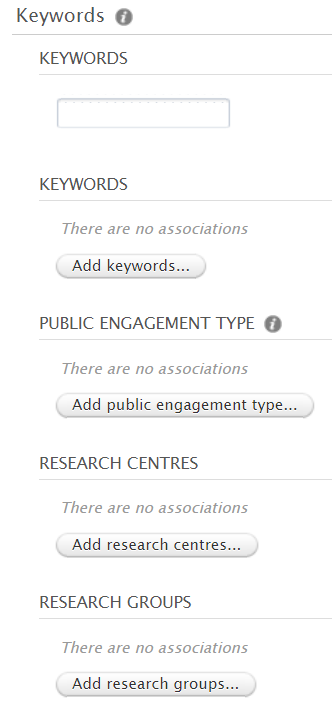 Keywords
KEYWORDS
KEYWORDS
There are no associations
Add keywords...
PUBLIC ENGAGEMENT TYPE
There are no associations
Add public engagement type...
RESEARCH CENTRES
There are no associations
Add research centres...
RESEARCH GROUPS
There are no associations
Add research groups...